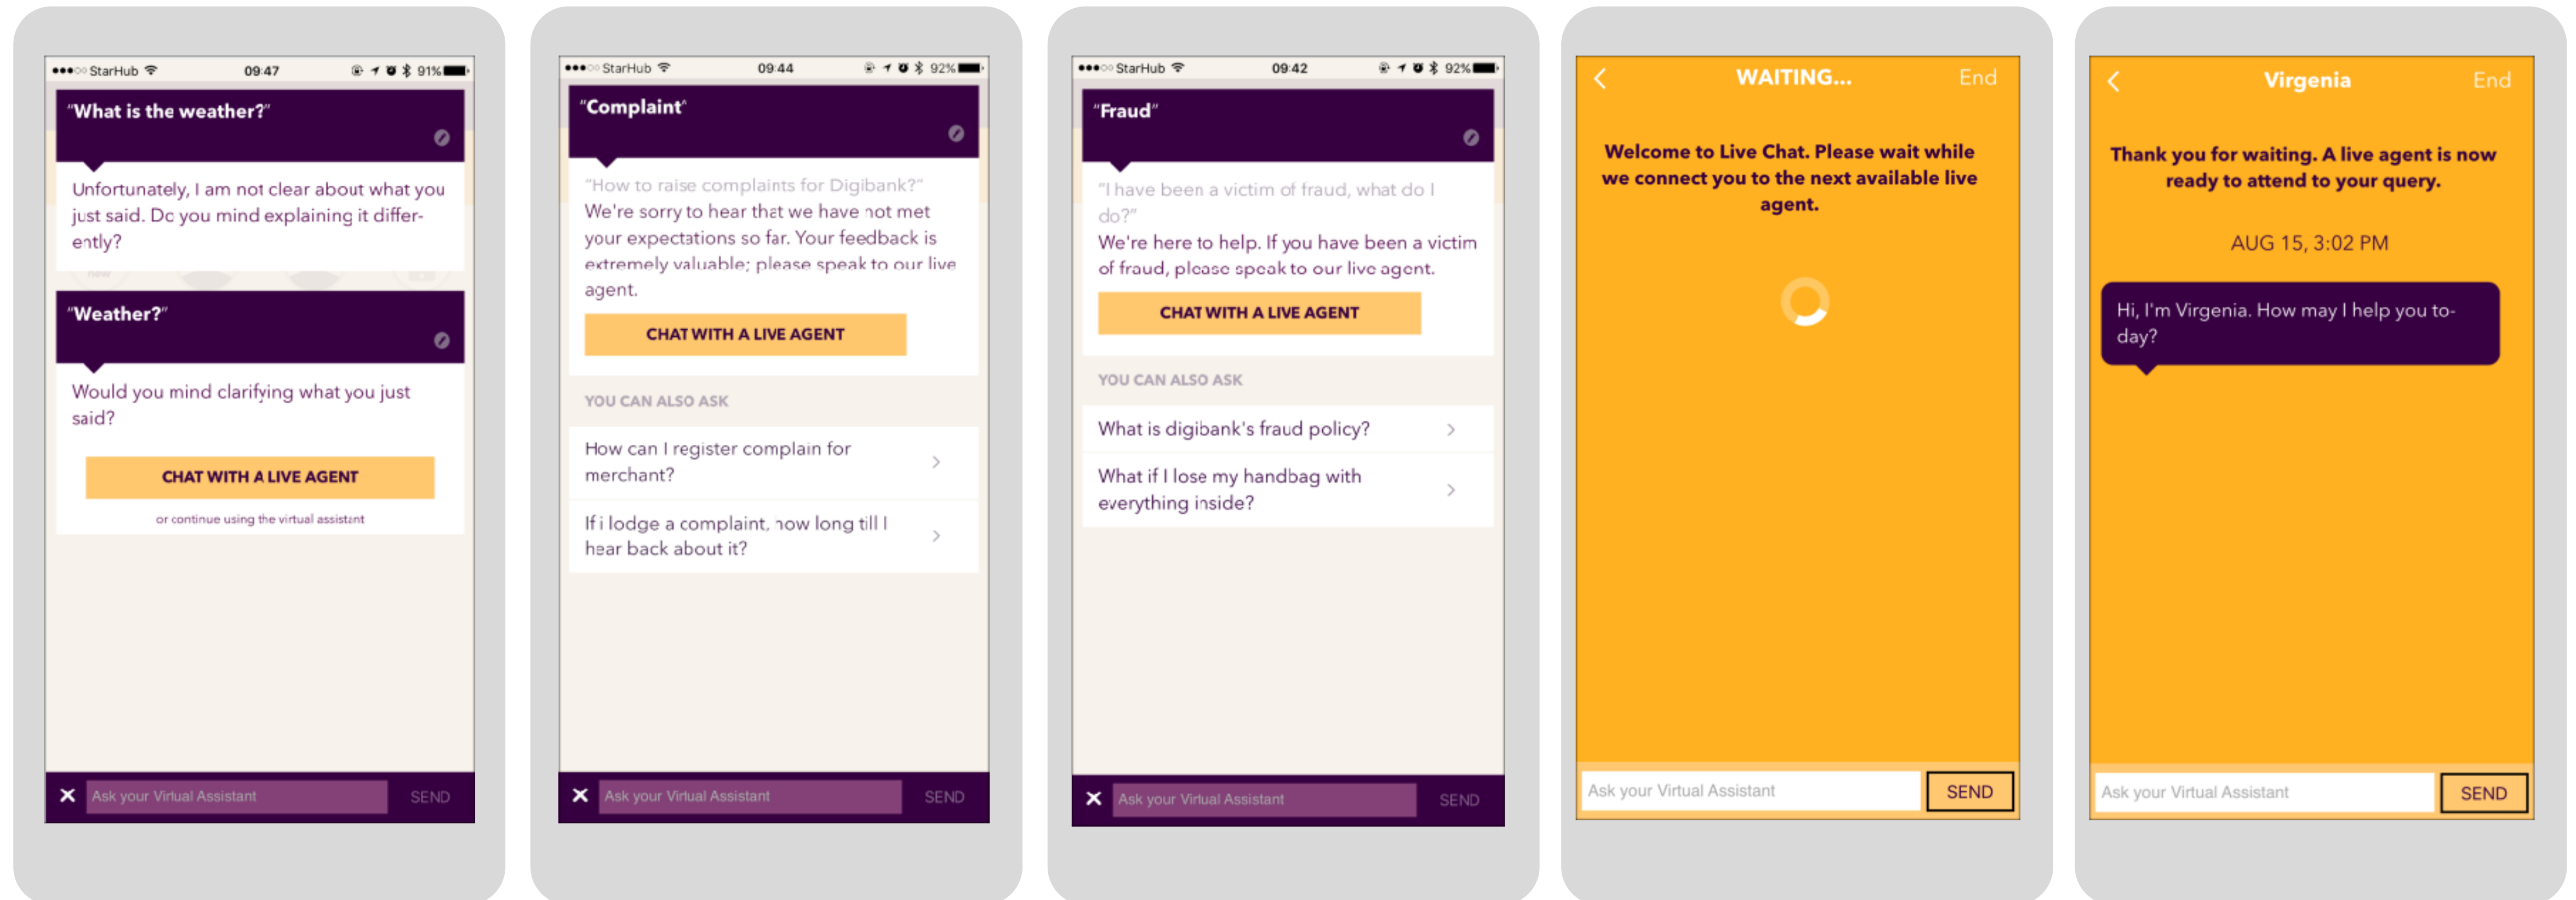 StarHub 09:47 91%
"What is the weather?"
Unfortunately, I am not clear about what you
just said. Do you mind explaining it differ-
ently?
new
"Weather?"
Would you mind clarifying what you just
said?
CHAT WITH A LIVE AGENT
or continue using the virtual assistant
Ask your Virtual Assistant SEND
StarHub 09:44 92%
"Complaint"
"How to raise complaints for Digibank?"
We're sorry to hear that we have not met
your expectations so far. Your feedback is
extremely valuable; please speak to our live
agent.
CHAT WITH A LIVE AGENT
YOU CAN ALSO ASK
How can I register complain for
merchant?
If i lodge a complaint, how long till I
hear back about it?
Ask your Virtual Assistant SEND
StarHub 09:42 92%
"Fraud"
"I have been a victim of fraud, what do I
do?"
We're here to help. If you have been a victim
of fraud, please speak to our live agent.
CHAT WITH A LIVE AGENT
YOU CAN ALSO ASK
What is digibank's fraud policy?
What if I lose my handbag with
everything inside?
Ask your Virtual Assistant SEND
WAITING... End
Welcome to Live Chat. Please wait while
we connect you to the next available live
agent.
Ask your Virtual Assistant SEND
Virgenia End
Thank you for waiting. A live agent is now
ready to attend to your query.
AUG 15, 3:02 PM
Hi, I'm Virgenia. How may I help you to-
day?
Ask your Virtual Assistant SEND